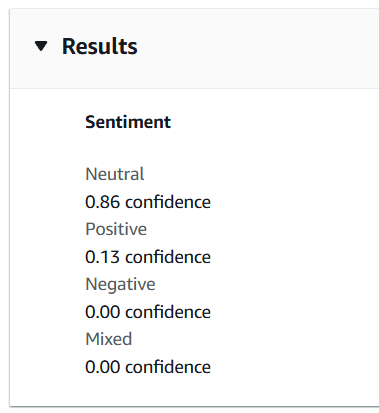 Results
Sentiment
Neutral
0.86 confidence
Positive
0.13 confidence
Negative
0.00 confidence
Mixed
0.00 confidence